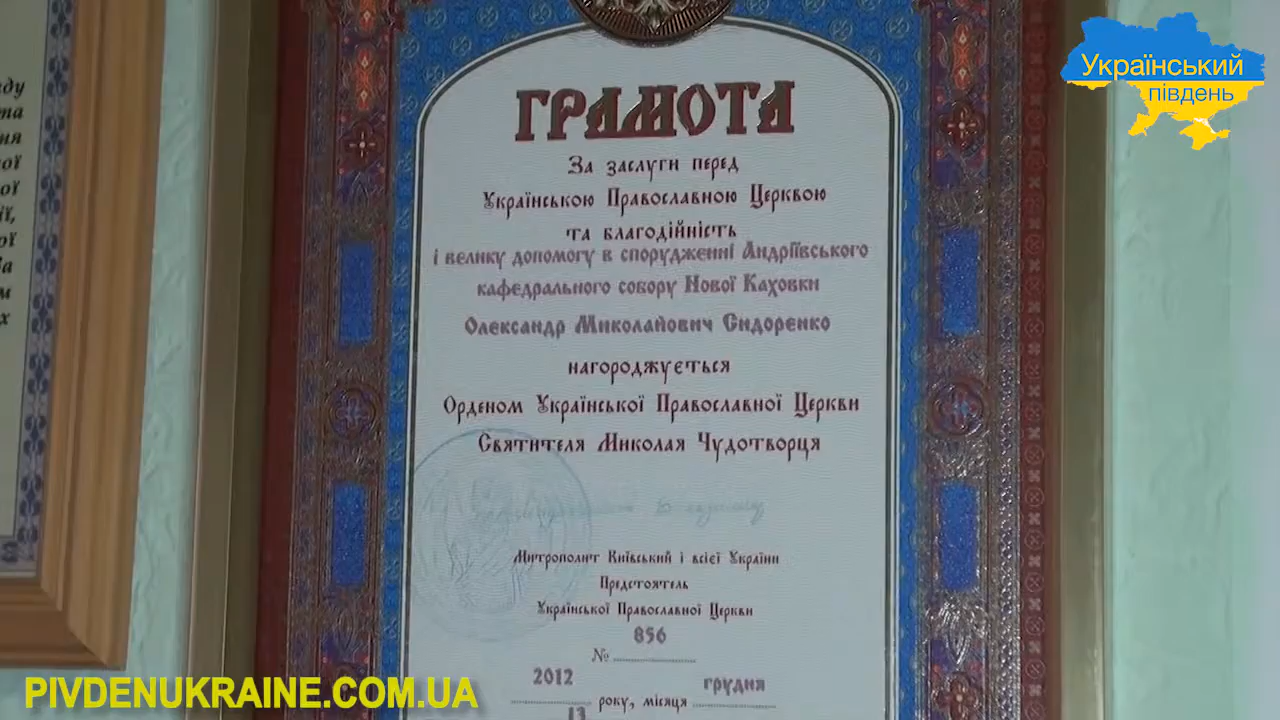 Український
південь
ГРАМОТА
За заслуги перед
Українською Православною Церквою
та благодійність
і велику допомогу в спорудженні Андріївського
кафедрального собору Нової Каховки
Олександр Миколайович Сидоренко
нагороджується
Орденом Української Православної Церкви
Святителя Миколая Чудотворця
Митрополит Київський і всієї України
Предстоятель
Української Православної Церкви
856
№
2012 грудня
року, місяця
13
PIVDENUKRAINE.COM.UA